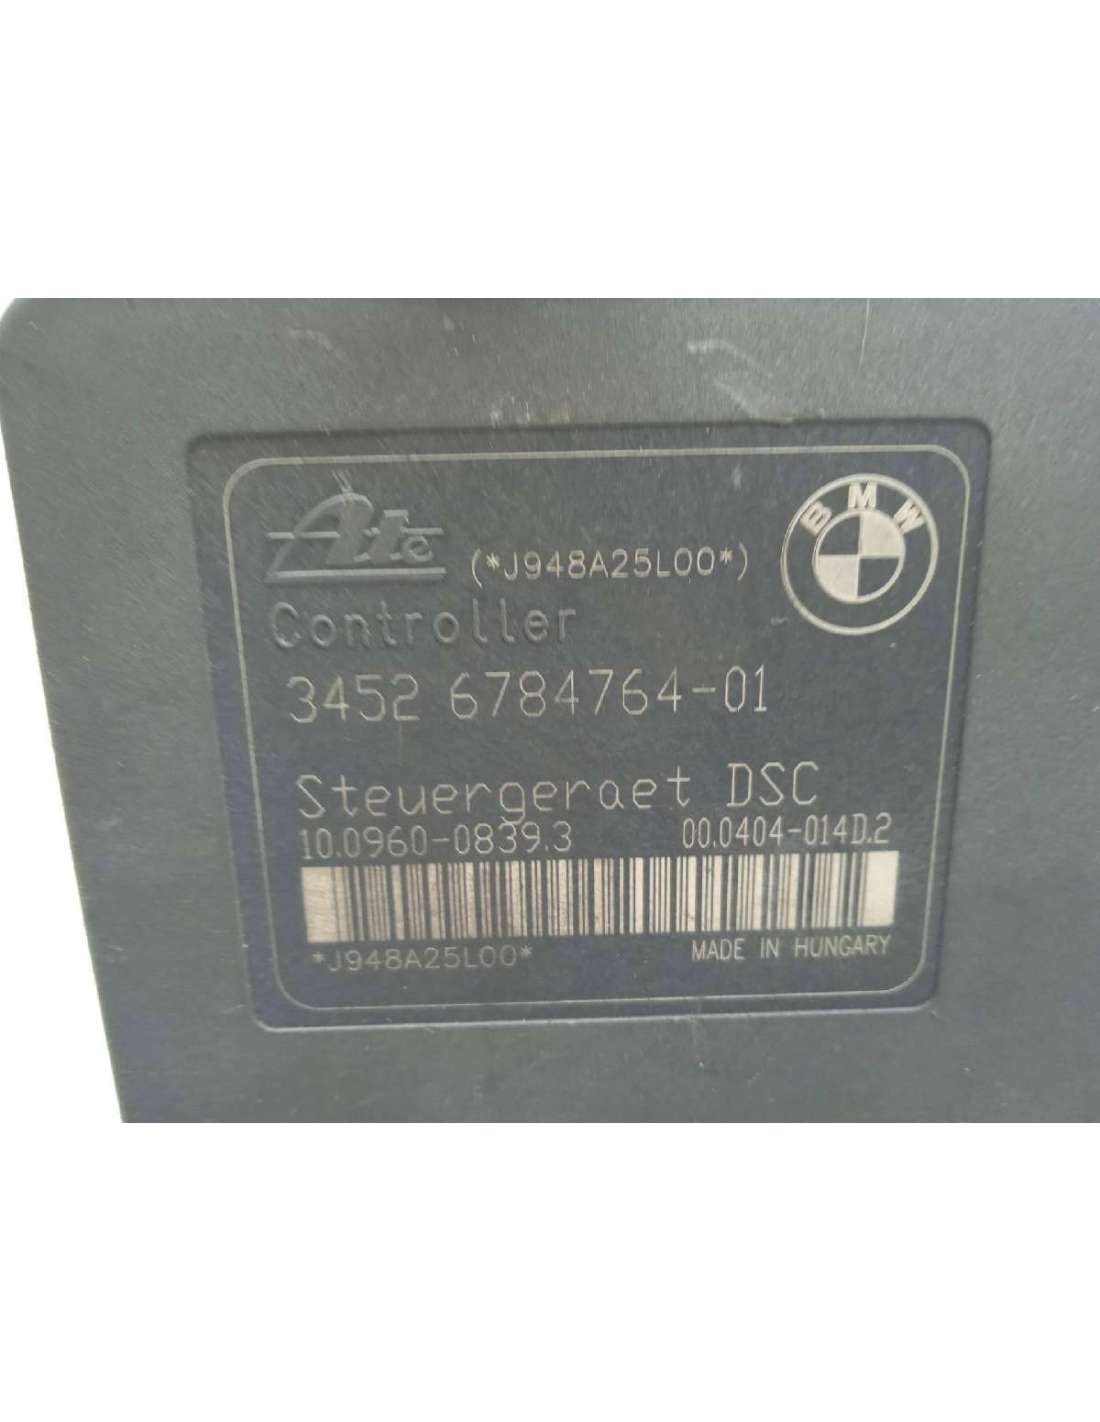 Ate (*J948A25L00*) BMW
Controller
3452 6784764-01
Steuergeraet DSC
10.0960-0839.3 00.0404-014D.2
*J948A25L00* MADE IN HUNGARY